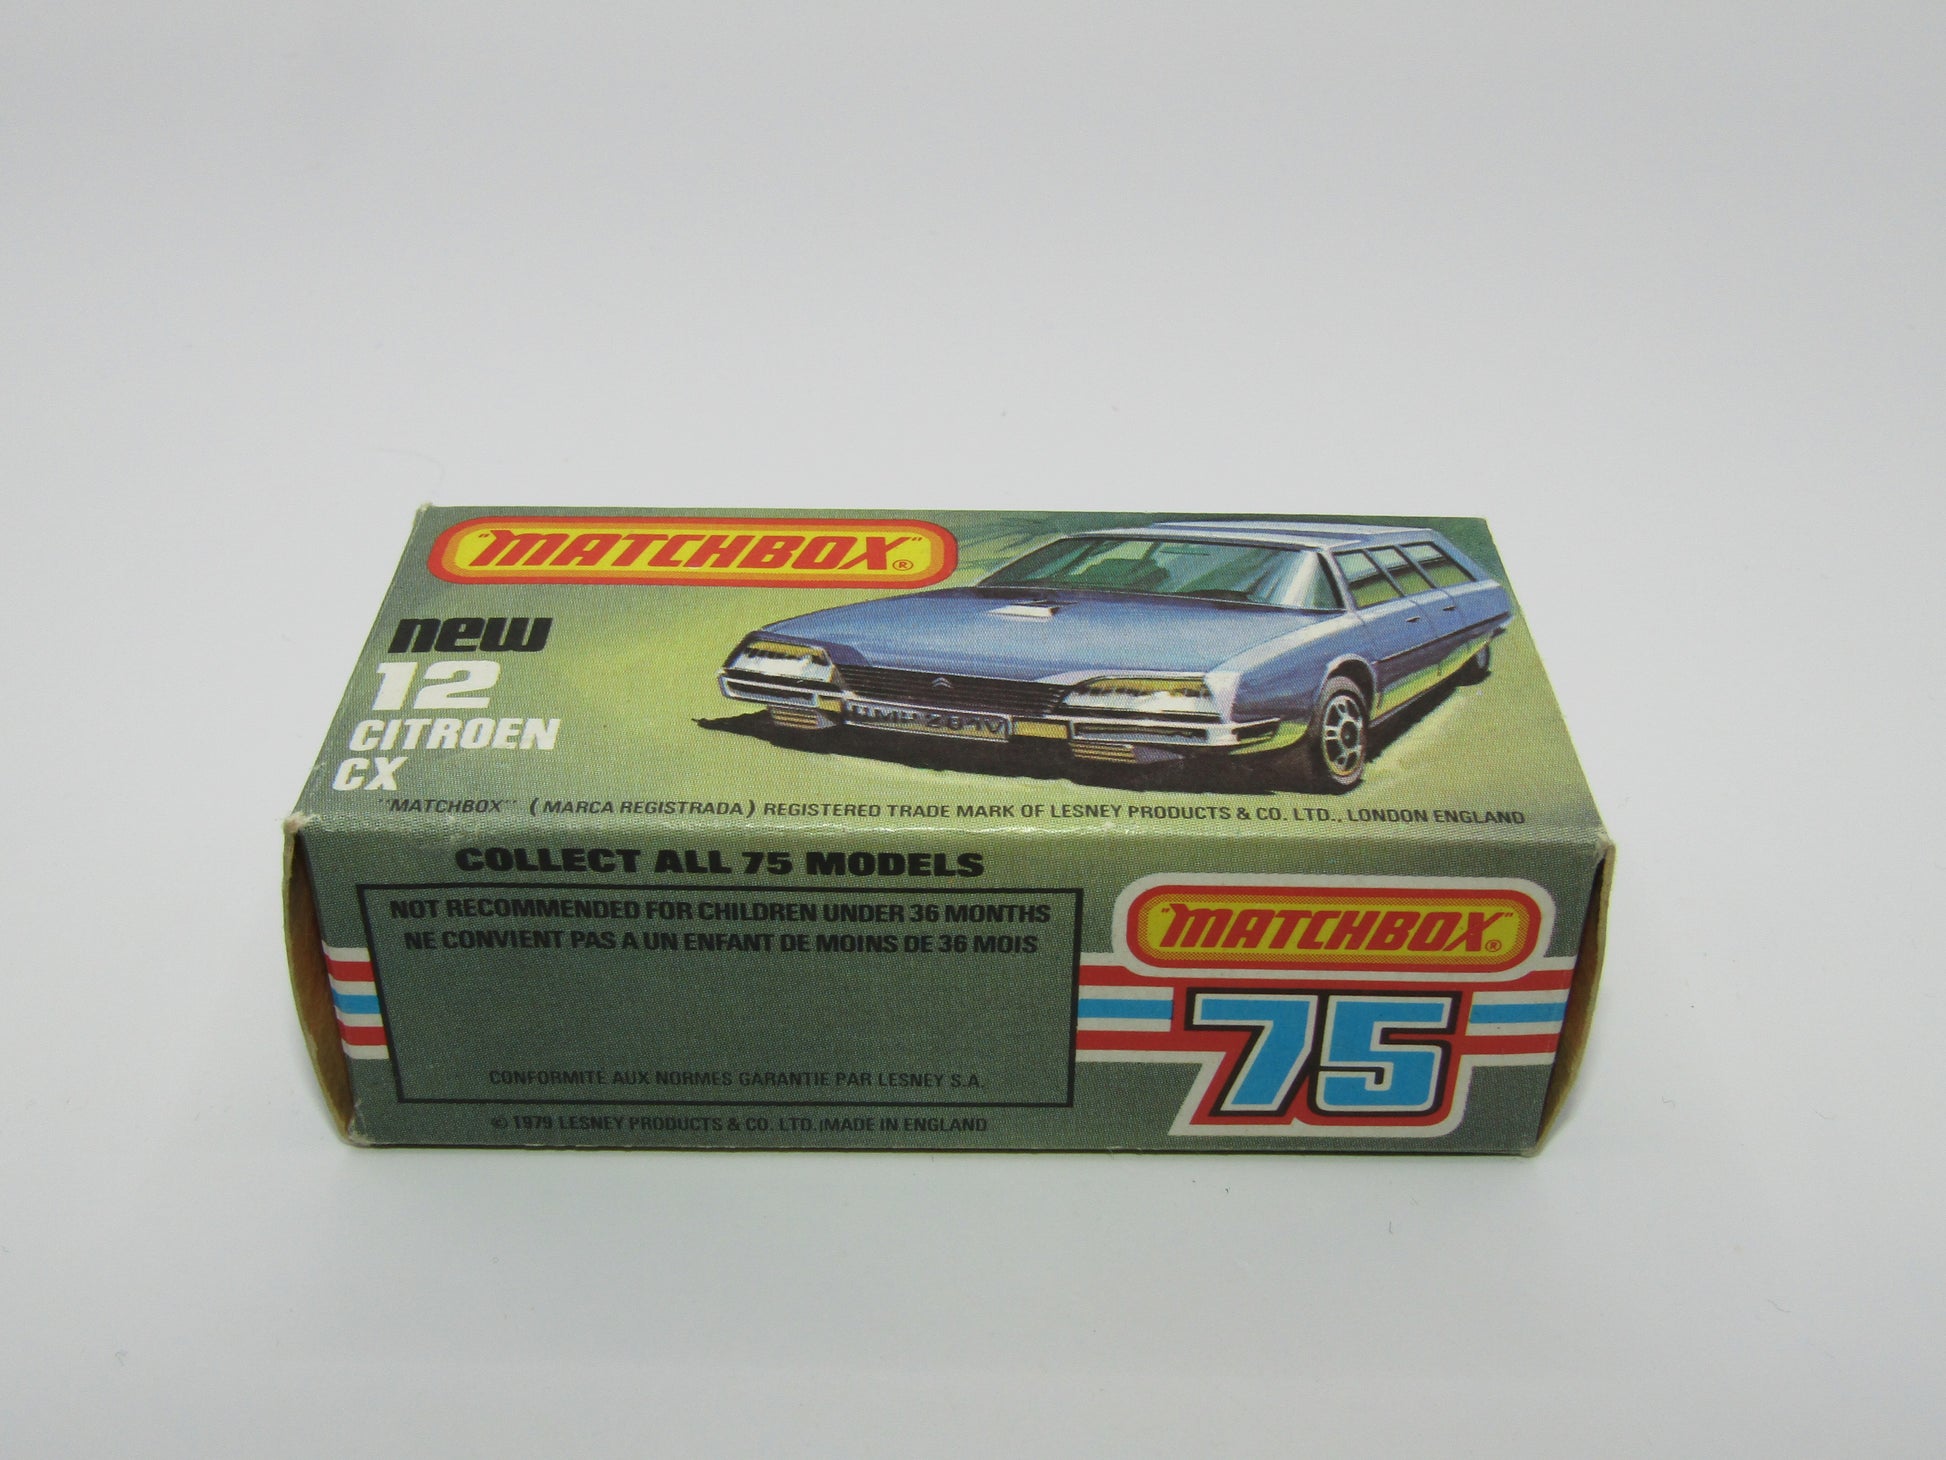 "MATCHBOX"®
new
12
CITROEN
CX
"MATCHBOX" (MARCA REGISTRADA) REGISTERED TRADE MARK OF LESNEY PRODUCTS & CO. LTD., LONDON ENGLAND
COLLECT ALL 75 MODELS
NOT RECOMMENDED FOR CHILDREN UNDER 36 MONTHS
NE CONVIENT PAS A UN ENFANT DE MOINS DE 36 MOIS
CONFORMITE AUX NORMES GARANTIE PAR LESNEY S.A.
© 1979 LESNEY PRODUCTS & CO. LTD. MADE IN ENGLAND
"MATCHBOX"®
75